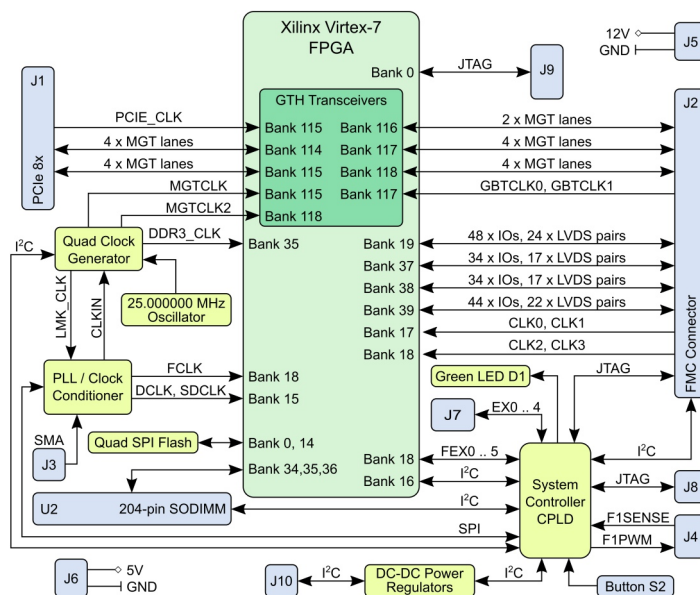 Xilinx Virtex-7
FPGA
12V
GND
J5
J1
PCIe 8x
Bank 0
JTAG
J9
J2
FMC Connector
GTH Transceivers
PCIE_CLK
Bank 115
Bank 116
2 x MGT lanes
4 x MGT lanes
Bank 114
Bank 117
4 x MGT lanes
4 x MGT lanes
Bank 115
Bank 118
4 x MGT lanes
MGTCLK
Bank 115
Bank 117
GBTCLK0, GBTCLK1
MGTCLK2
Bank 118
I²C
Quad Clock
Generator
DDR3_CLK
Bank 35
Bank 19
48 x IOs, 24 x LVDS pairs
Bank 37
34 x IOs, 17 x LVDS pairs
Bank 38
34 x IOs, 17 x LVDS pairs
Bank 39
44 x IOs, 22 x LVDS pairs
Bank 17
CLK0, CLK1
Bank 18
CLK2, CLK3
25.000000 MHz
Oscillator
LMK_CLK
CLKIN
PLL / Clock
Conditioner
FCLK
Bank 18
DCLK, SDCLK
Bank 15
Green LED D1
JTAG
J7
EX0 .. 4
SMA
J3
Quad SPI Flash
Bank 0, 14
Bank 34,35,36
Bank 18
FEX0 .. 5
I²C
Bank 16
I²C
System
Controller
CPLD
JTAG
J8
U2
204-pin SODIMM
I²C
F1SENSE
F1PWM
J4
SPI
J6
5V
GND
J10
I²C
DC-DC Power
Regulators
I²C
Button S2